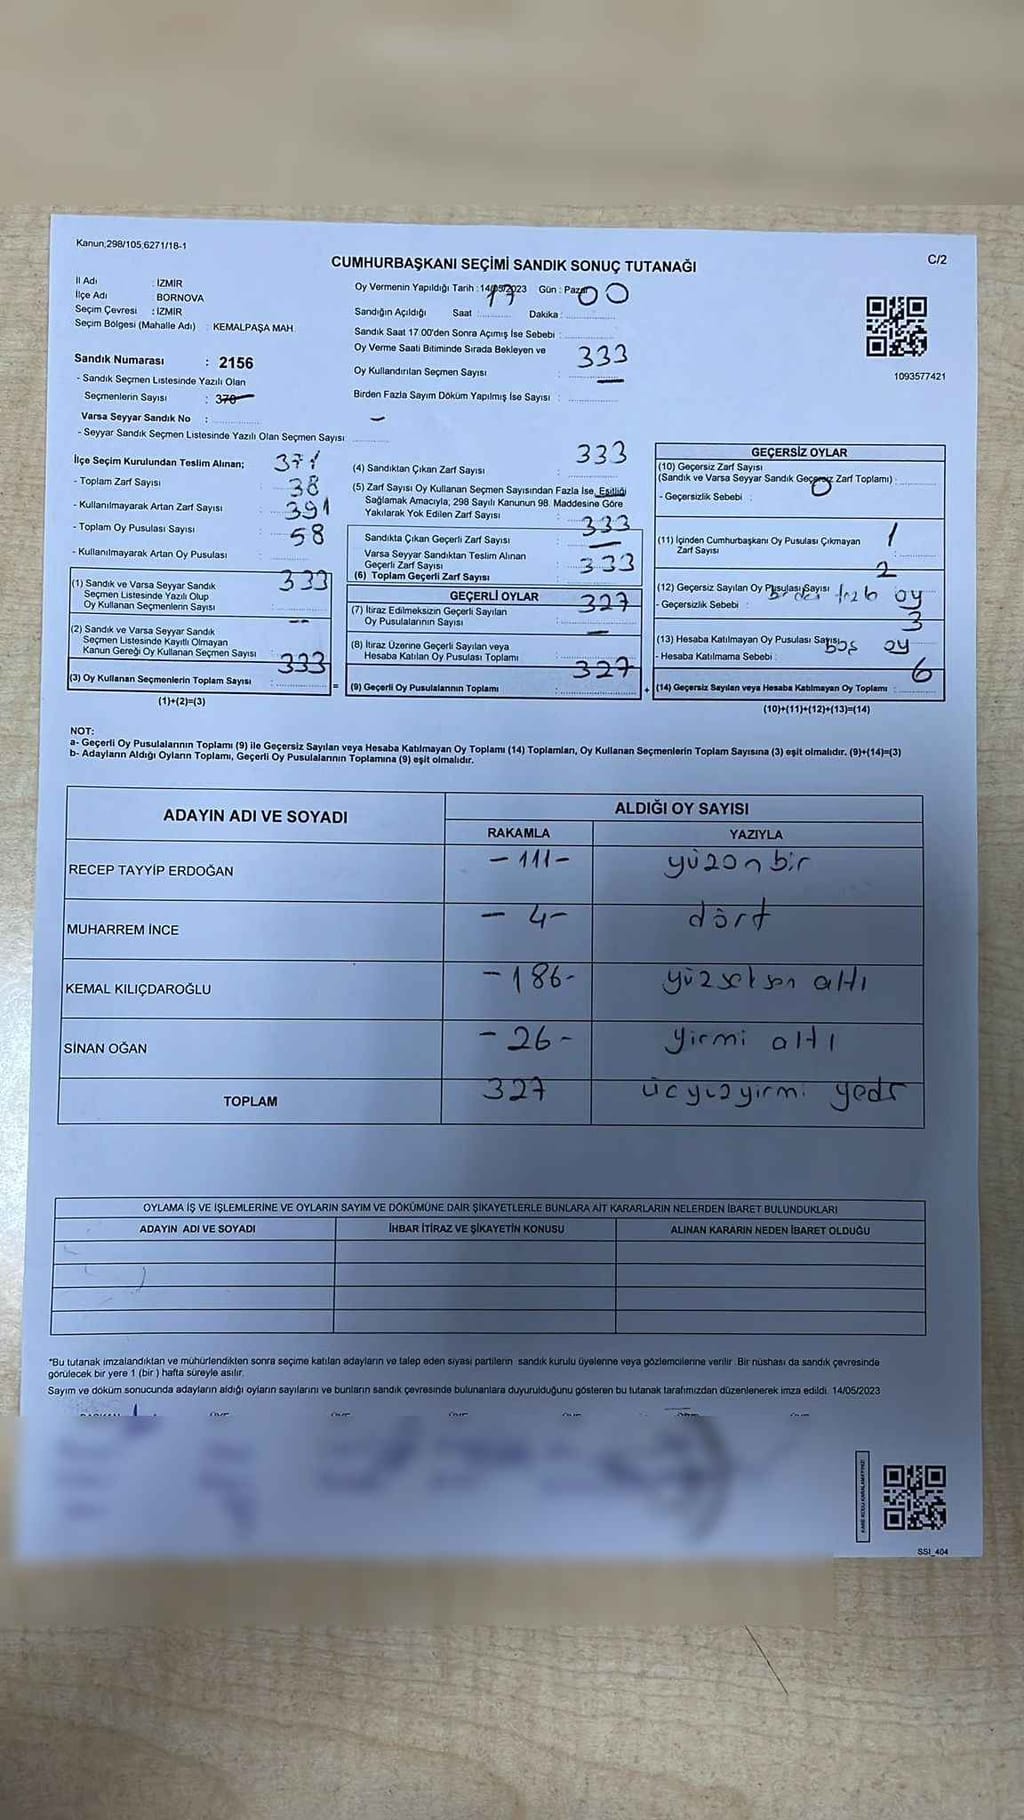 Kanun,298/105,6271/18-1
C/2
CUMHURBAŞKANI SEÇİMİ SANDIK SONUÇ TUTANAĞI
İl Adı : İZMİR
İlçe Adı BORNOVA
Seçim Çevresi : İZMİR
Seçim Bölgesi (Mahalle Adı) : KEMALPAŞA MAH.
Sandık Numarası : 2156
- Sandık Seçmen Listesinde Yazılı Olan
Seçmenlerin Sayısı : 370
Varsa Seyyar Sandık No : –
- Seyyar Sandık Seçmen Listesinde Yazılı Olan Seçmen Sayısı
Oy Vermenin Yapıldığı Tarih : 14/05/2023 Gün : Pazar
Sandığın Açıldığı Saat : 17 Dakika : 00
Sandık Saat 17.00'den Sonra Açımış İse Sebebi :
Oy Verme Saati Bitiminde Sırada Bekleyen ve
Oy Kullandırılan Seçmen Sayısı : 333
Birden Fazla Sayım Döküm Yapılmış İse Sayısı : –
1093577421
İlçe Seçim Kurulundan Teslim Alınan;
- Toplam Zarf Sayısı 371
- Kullanılmayarak Artan Zarf Sayısı 38
- Toplam Oy Pusulası Sayısı 391
- Kullanılmayarak Artan Oy Pusulası 58
(1) Sandık ve Varsa Seyyar Sandık
Seçmen Listesinde Yazılı Olup
Oy Kullanan Seçmenlerin Sayısı : 333
(2) Sandık ve Varsa Seyyar Sandık
Seçmen Listesinde Kayıtlı Olmayan
Kanun Gereği Oy Kullanan Seçmen Sayısı : --
(3) Oy Kullanan Seçmenlerin Toplam Sayısı : 333
(1)+(2)=(3)
(4) Sandıktan Çıkan Zarf Sayısı : 333
(5) Zarf Sayısı Oy Kullanan Seçmen Sayısından Fazla İse, Eşitliği
Sağlamak Amacıyla; 298 Sayılı Kanunun 98. Maddesine Göre
Yakılarak Yok Edilen Zarf Sayısı :
Sandıkta Çıkan Geçerli Zarf Sayısı : 333
Varsa Seyyar Sandıktan Teslim Alınan
Geçerli Zarf Sayısı : –
(6) Toplam Geçerli Zarf Sayısı : 333
GEÇERLİ OYLAR
(7) İtiraz Edilmeksizin Geçerli Sayılan
Oy Pusulalarının Sayısı : 327
(8) İtiraz Üzerine Geçerli Sayılan veya
Hesaba Katılan Oy Pusulası Toplamı : –
(9) Geçerli Oy Pusulalarının Toplamı : 327
= +
GEÇERSİZ OYLAR
(10) Geçersiz Zarf Sayısı
(Sandık ve Varsa Seyyar Sandık Geçersiz Zarf Toplamı) : 0
- Geçersizlik Sebebi :
(11) İçinden Cumhurbaşkanı Oy Pusulası Çıkmayan
Zarf Sayısı : 1
(12) Geçersiz Sayılan Oy Pusulası Sayısı : 2
- Geçersizlik Sebebi : oy
(13) Hesaba Katılmayan Oy Pusulası Sayısı : 3
- Hesaba Katılmama Sebebi : boş oy
(14) Geçersiz Sayılan veya Hesaba Katılmayan Oy Toplamı : 6
(10)+(11)+(12)+(13)=(14)
NOT:
a- Geçerli Oy Pusulalarının Toplamı (9) ile Geçersiz Sayılan veya Hesaba Katılmayan Oy Toplamı (14) Toplamları, Oy Kullanan Seçmenlerin Toplam Sayısına (3) eşit olmalıdır. (9)+(14)=(3)
b- Adayların Aldığı Oyların Toplamı, Geçerli Oy Pusulalarının Toplamına (9) eşit olmalıdır.
ADAYIN ADI VE SOYADI ALDIĞI OY SAYISI
RAKAMLA YAZIYLA
RECEP TAYYİP ERDOĞAN – 111 – yüzon bir
MUHARREM İNCE – 4 – dört
KEMAL KILIÇDAROĞLU – 186 – yüzseksen altı
SİNAN OĞAN – 26 – yirmi altı
TOPLAM 327 üçyüzyirmi yedi
OYLAMA İŞ VE İŞLEMLERİNE VE OYLARIN SAYIM VE DÖKÜMÜNE DAİR ŞİKAYETLERLE BUNLARA AİT KARARLARIN NELERDEN İBARET BULUNDUKLARI
ADAYIN ADI VE SOYADI İHBAR İTİRAZ VE ŞİKAYETİN KONUSU ALINAN KARARIN NEDEN İBARET OLDUĞU
*Bu tutanak imzalandıktan ve mühürlendikten sonra seçime katılan adayların ve talep eden siyasi partilerin sandık kurulu üyelerine veya gözlemcilerine verilir. Bir nüshası da sandık çevresinde
görülecek bir yere 1 (bir) hafta süreyle asılır.
Sayım ve döküm sonucunda adayların aldığı oyların sayılarını ve bunların sandık çevresinde bulunanlara duyurulduğunu gösteren bu tutanak tarafımızdan düzenlenerek imza edildi. 14/05/2023
SSI_404